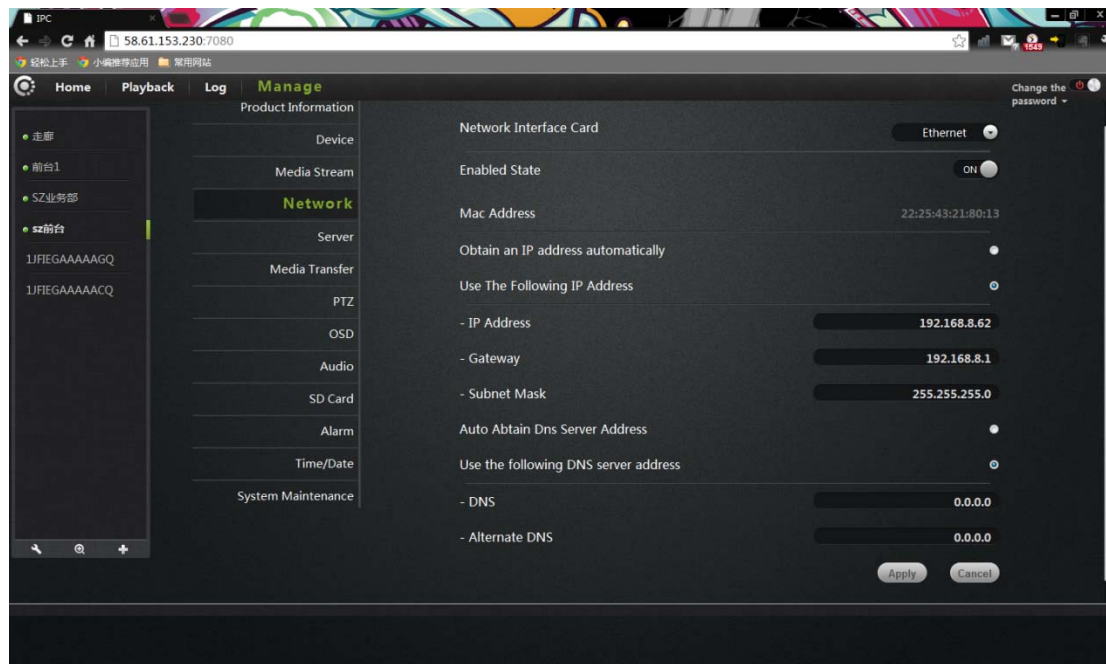 IPC
58.61.153.230:7080
1549
轻松上手 小编推荐应用 常用网站
Home Playback Log Manage
Change the password
走廊
前台1
SZ业务部
sz前台
1JFIEGAAAAGQ
1JFIEGAAAACQ
Product Information
Device
Media Stream
Network
Server
Media Transfer
PTZ
OSD
Audio
SD Card
Alarm
Time/Date
System Maintenance
Network Interface Card Ethernet
Enabled State ON
Mac Address 22:25:43:21:80:13
Obtain an IP address automatically
Use The Following IP Address
- IP Address 192.168.8.62
- Gateway 192.168.8.1
- Subnet Mask 255.255.255.0
Auto Abtain Dns Server Address
Use the following DNS server address
- DNS 0.0.0.0
- Alternate DNS 0.0.0.0
Apply Cancel